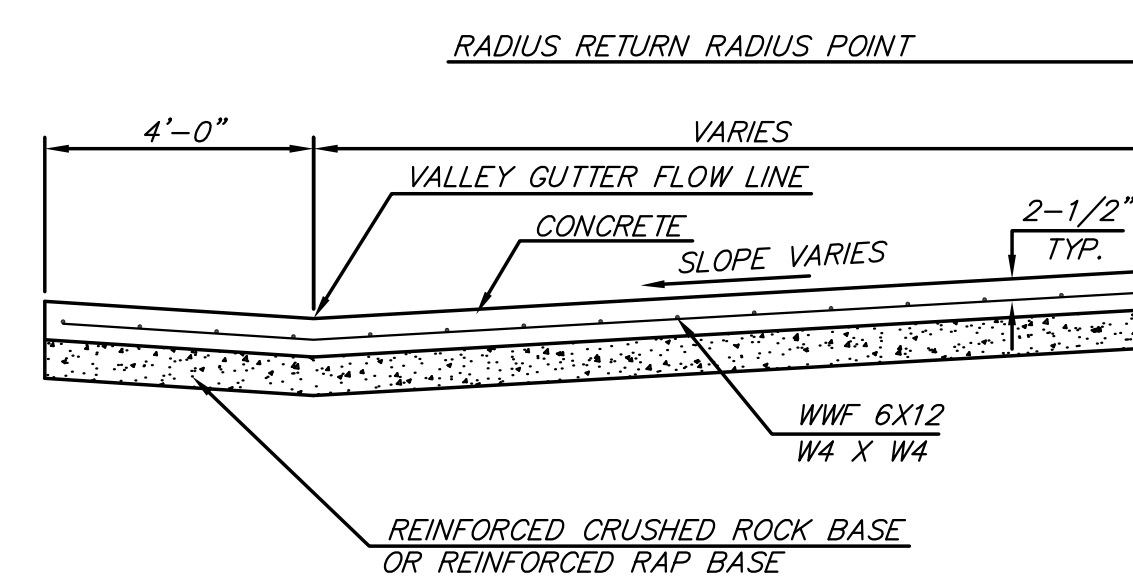 RADIUS RETURN RADIUS POINT
4'-0"
VARIES
VALLEY GUTTER FLOW LINE
CONCRETE
SLOPE VARIES
2-1/2"
TYP.
WWF 6X12
W4 X W4
REINFORCED CRUSHED ROCK BASE
OR REINFORCED RAP BASE